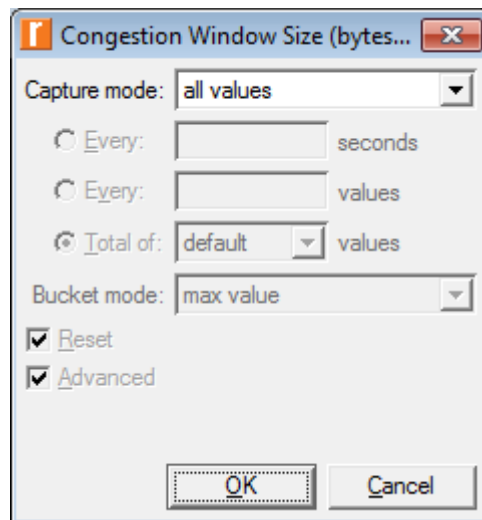 Congestion Window Size (bytes...
Capture mode: all values
Every: seconds
Every: values
Total of: default values
Bucket mode: max value
Reset
Advanced
OK Cancel